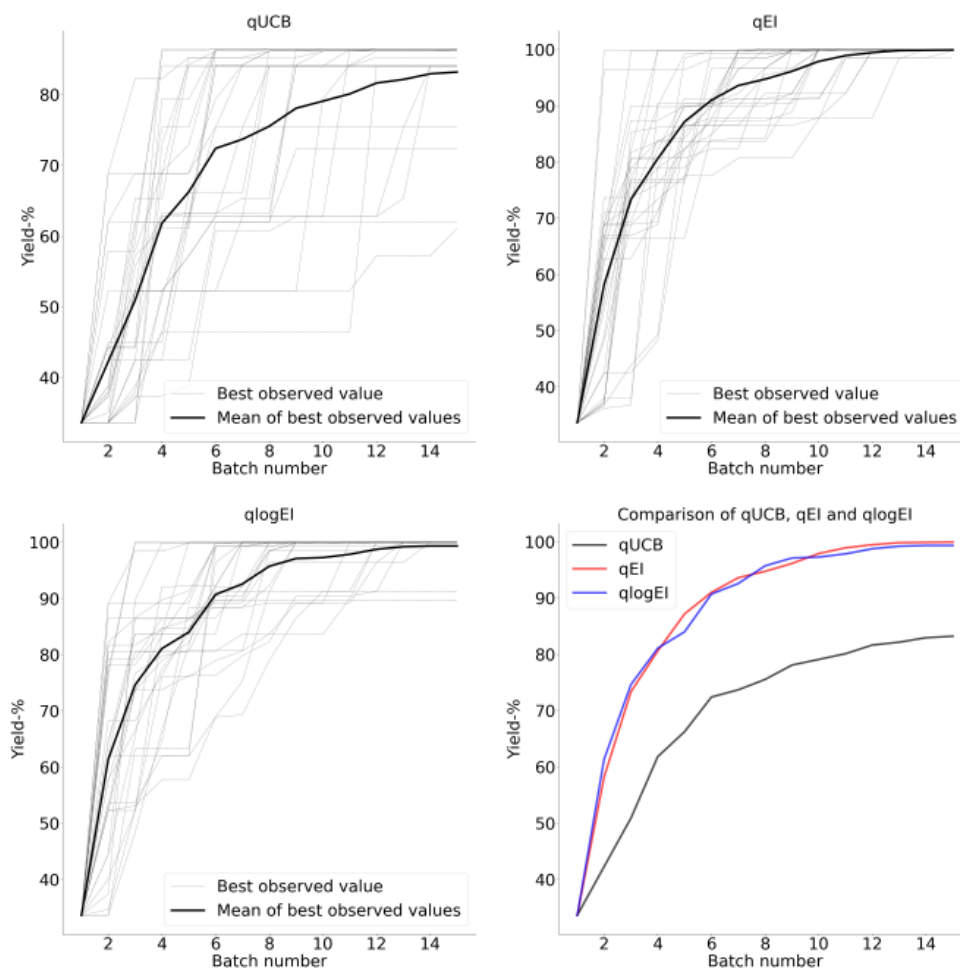 qUCB
Yield-%
80
70
60
50
40
Best observed value
Mean of best observed values
2 4 6 8 10 12 14
Batch number
qEI
Yield-%
100
90
80
70
60
50
40
Best observed value
Mean of best observed values
2 4 6 8 10 12 14
Batch number
qlogEI
Yield-%
100
90
80
70
60
50
40
Best observed value
Mean of best observed values
2 4 6 8 10 12 14
Batch number
Comparison of qUCB, qEI and qlogEI
qUCB
qEI
qlogEI
Yield-%
100
90
80
70
60
50
40
2 4 6 8 10 12 14
Batch number